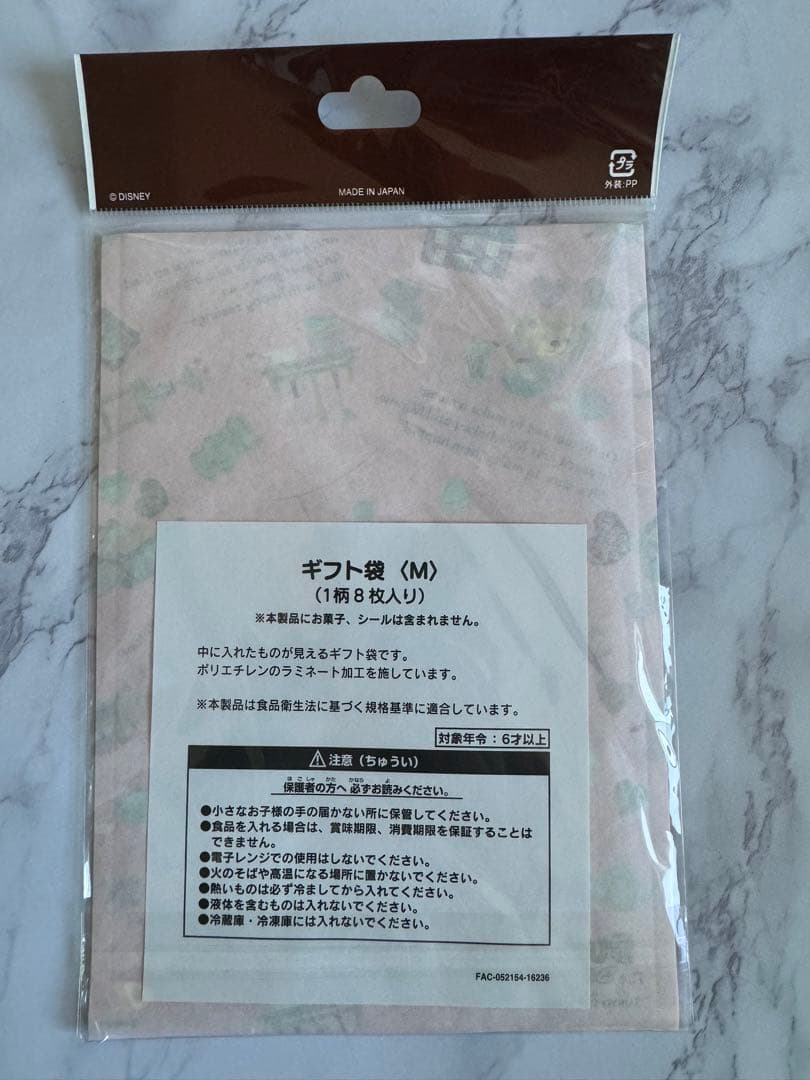 © DISNEY
MADE IN JAPAN
プラ
外装:PP
ギフト袋〈M〉
(1柄8枚入り)
※本製品にお菓子、シールは含まれません。
中に入れたものが見えるギフト袋です。
ポリエチレンのラミネート加工を施しています。
※本製品は食品衛生法に基づく規格基準に適合しています。
対象年令:6才以上
⚠注意(ちゅうい)
保護者の方へ 必ずお読みください。
●小さなお子様の手の届かない所に保管してください。
●食品を入れる場合は、賞味期限、消費期限を保証することは
できません。
●電子レンジでの使用はしないでください。
●火のそばや高温になる場所に置かないでください。
●熱いものは必ず冷ましてから入れてください。
●液体を含むものは入れないでください。
●冷蔵庫・冷凍庫には入れないでください。
FAC-052154-16236